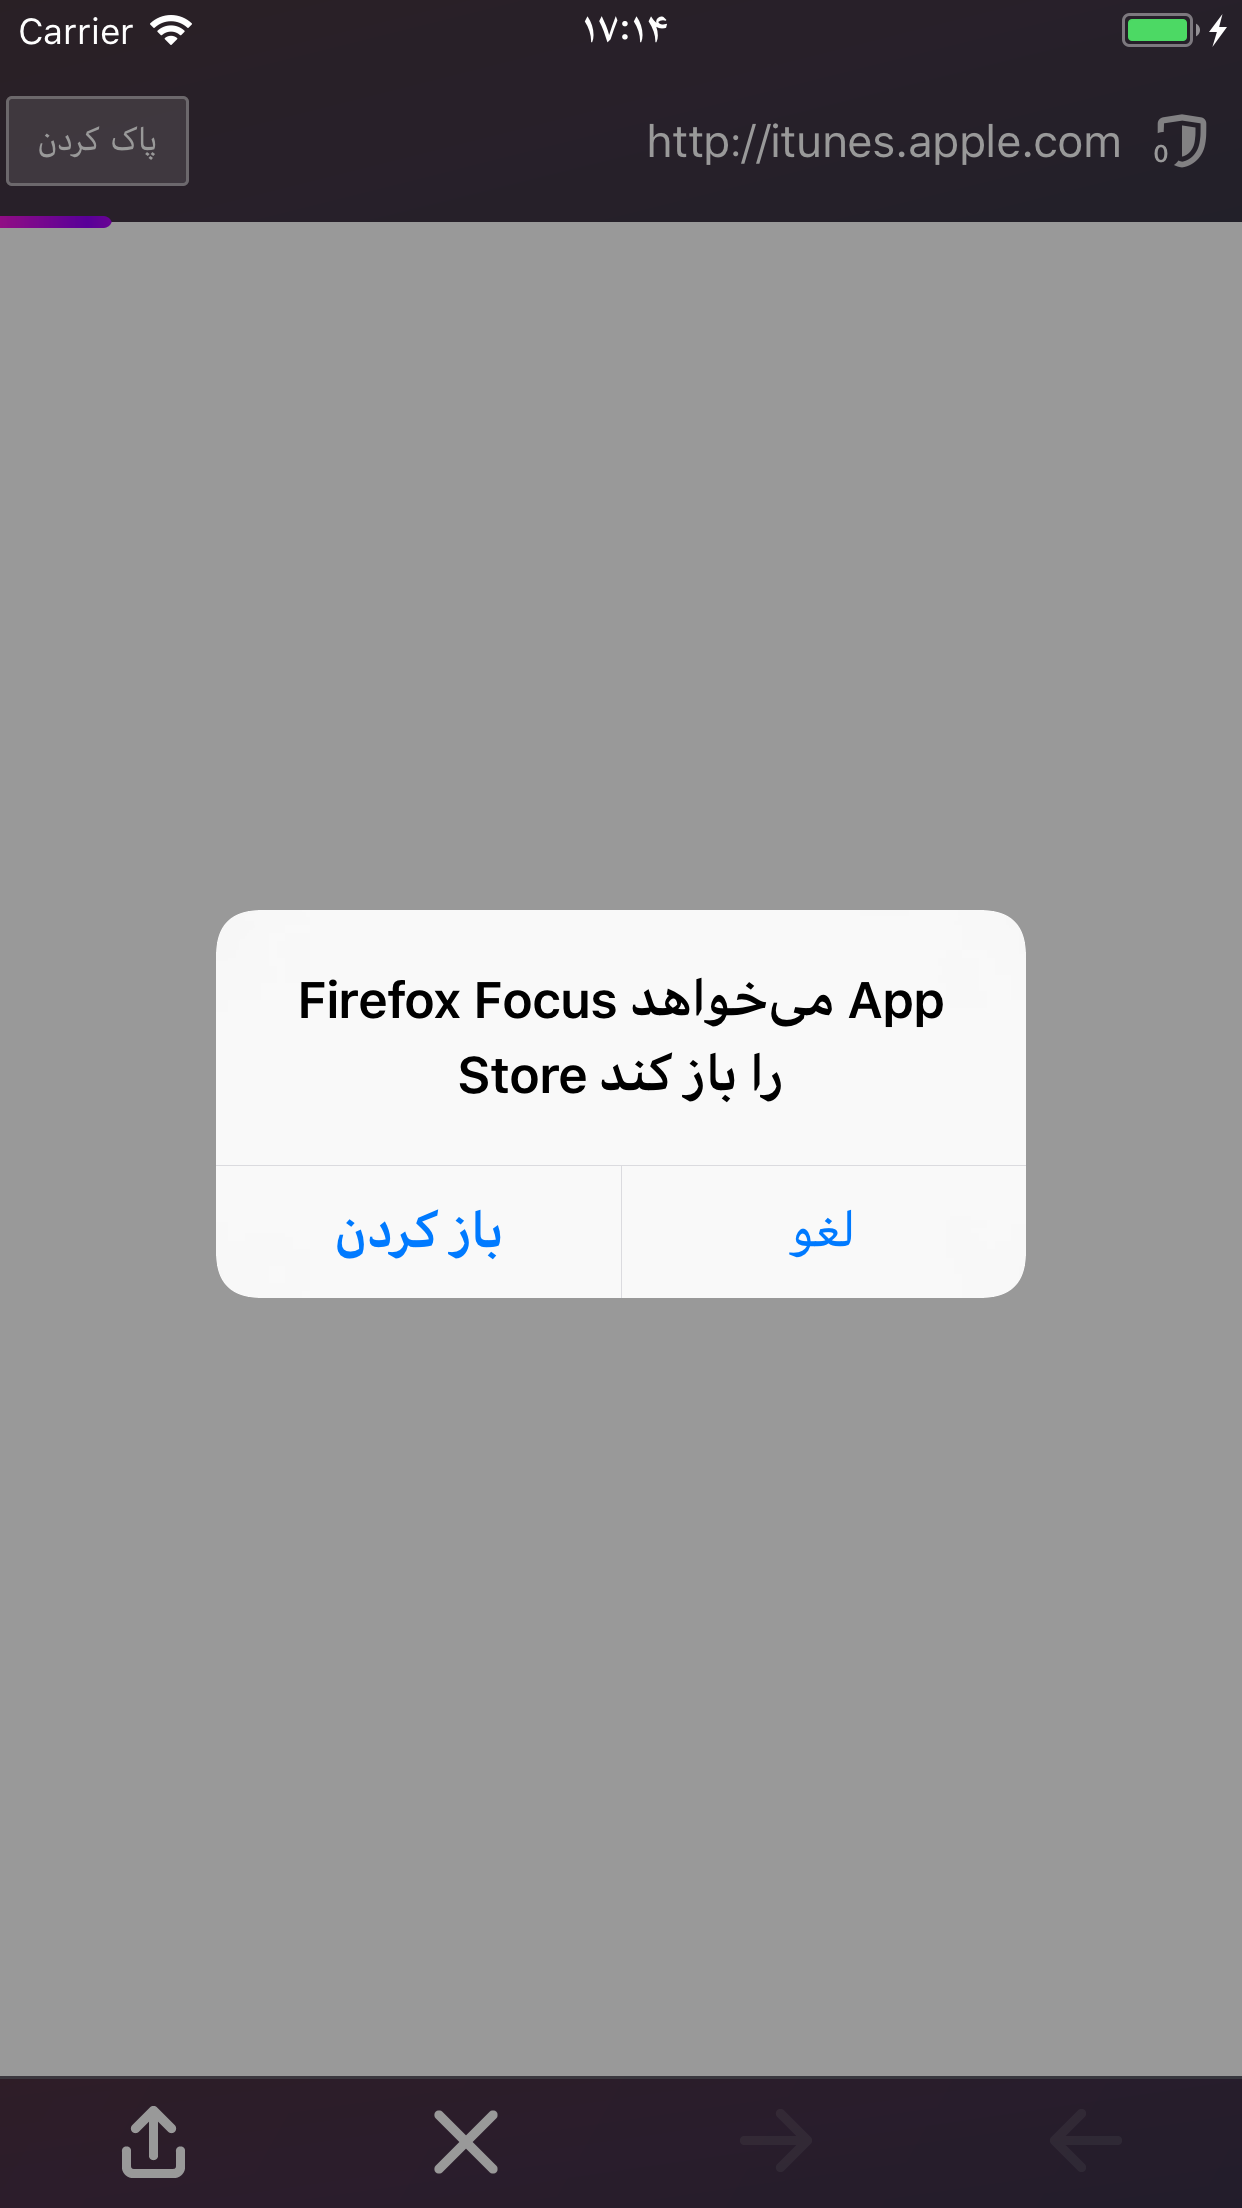 Carrier
۱۷:۱۴
http://itunes.apple.com
0
پاک کردن
Firefox Focus می‌خواهد App
Store را باز کند
لغو
باز کردن